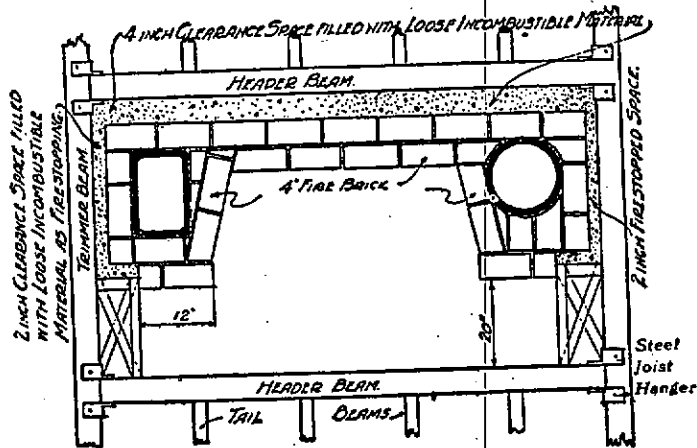 4 INCH CLEARANCE SPACE FILLED WITH LOOSE INCOMBUSTIBLE MATERIAL
HEADER BEAM.
2 INCH CLEARANCE SPACE FILLED
WITH LOOSE INCOMBUSTIBLE
MATERIAL AS FIRESTOPPING.
TRIMMER BEAM.
4" FIRE BRICK
2 INCH FIRESTOPPED SPACE.
12"
20"
Steel
Joist
Hanger
HEADER BEAM.
TAIL BEAMS